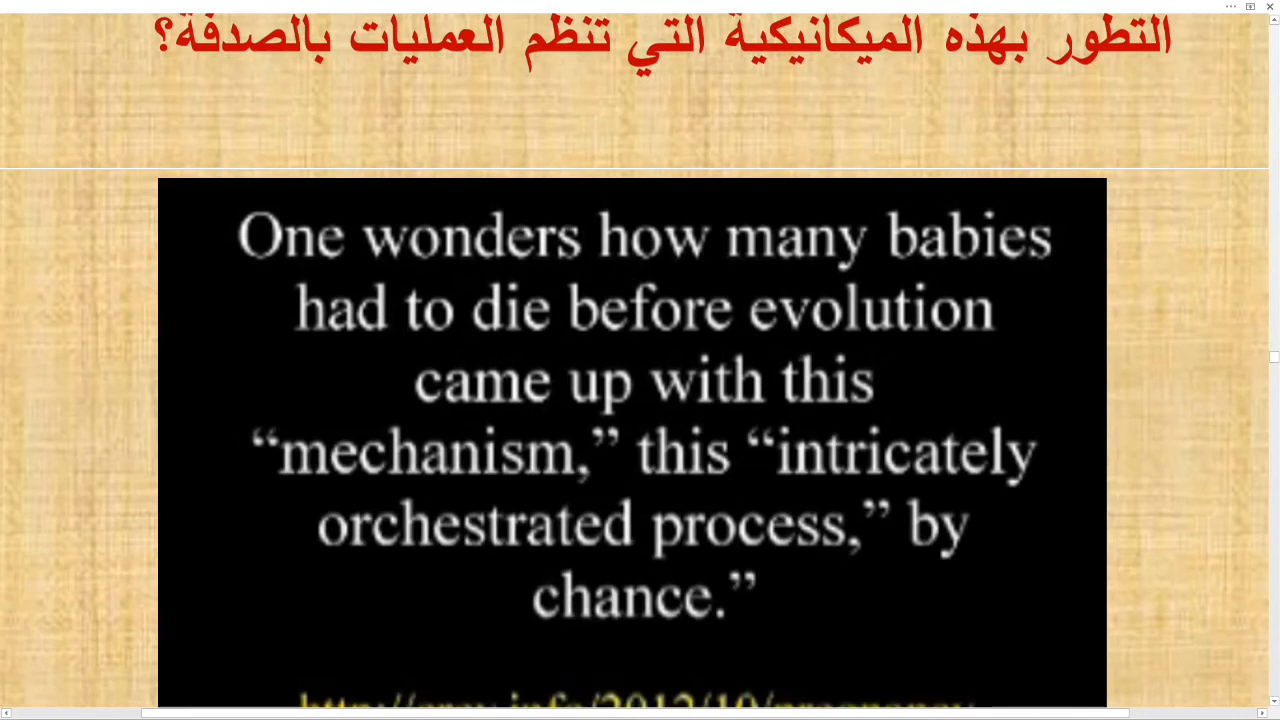 التطور بهذه الميكانيكية التي تنظم العمليات بالصدفة؟
One wonders how many babies
had to die before evolution
came up with this
“mechanism,” this “intricately
orchestrated process,” by
chance.”